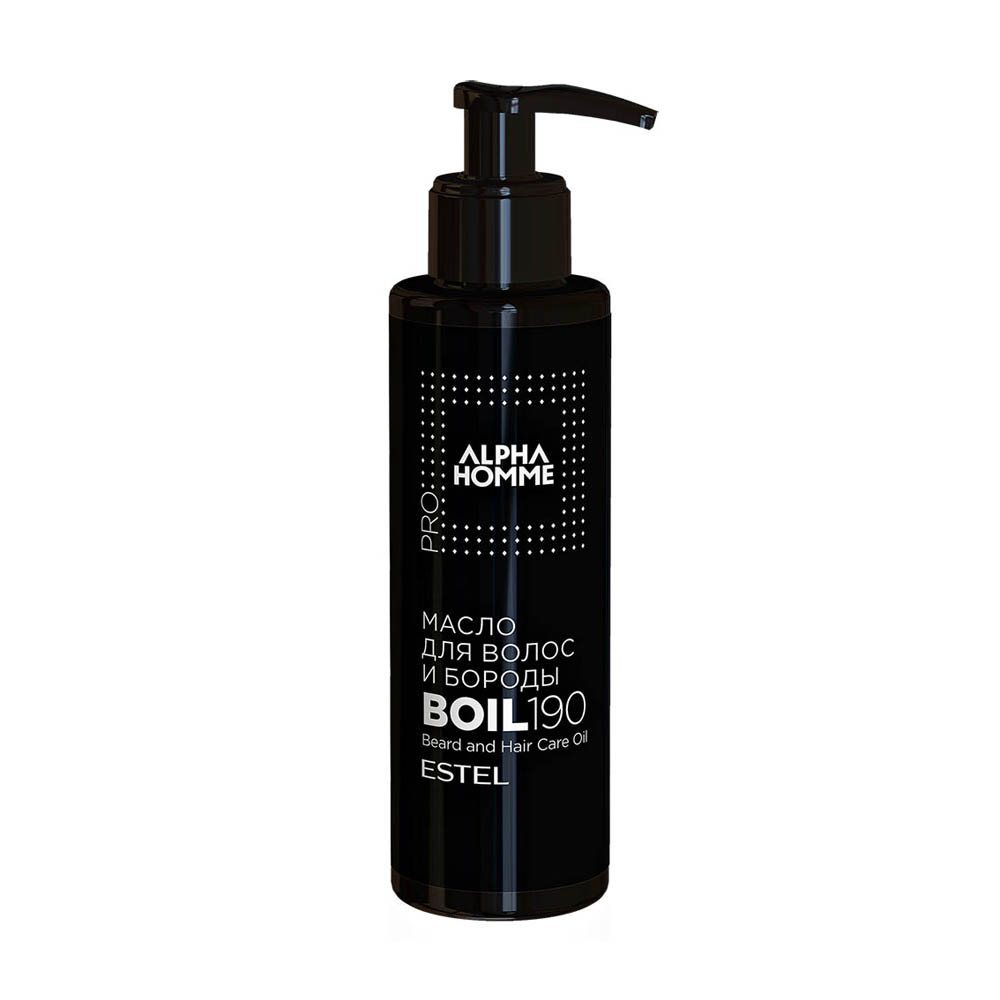 ALPHA
HOMME
PRO
МАСЛО
ДЛЯ ВОЛОС
И БОРОДЫ
BOIL190
Beard and Hair Care Oil
ESTEL